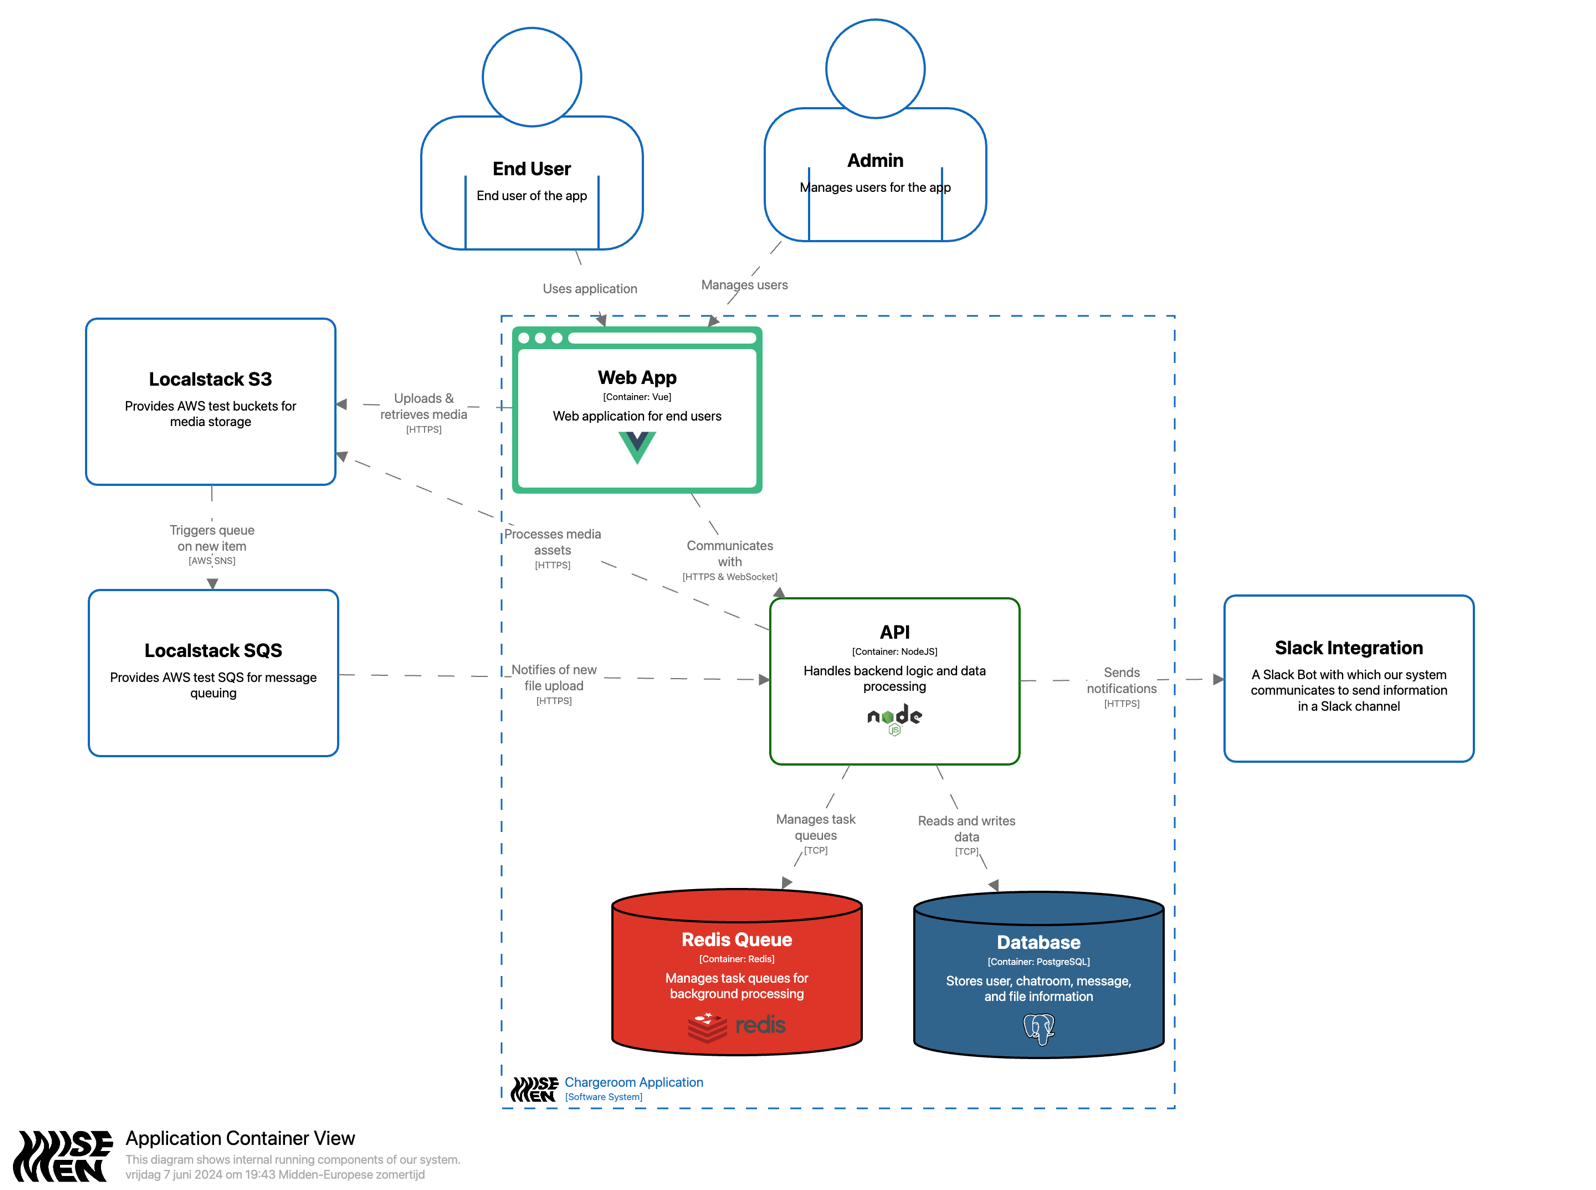 End User
End user of the app
Admin
Manages users for the app
Uses application
Manages users
Localstack S3
Provides AWS test buckets for
media storage
Uploads &
retrieves media
[HTTPS]
Web App
[Container: Vue]
Web application for end users
Triggers queue
on new item
[AWS SNS]
Processes media
assets
[HTTPS]
Communicates
with
[HTTPS & WebSocket]
Localstack SQS
Provides AWS test SQS for message
queuing
Notifies of new
file upload
[HTTPS]
API
[Container: NodeJS]
Handles backend logic and data
processing
node
JS
Sends
notifications
[HTTPS]
Slack Integration
A Slack Bot with which our system
communicates to send information
in a Slack channel
Manages task
queues
[TCP]
Reads and writes
data
[TCP]
Redis Queue
[Container: Redis]
Manages task queues for
background processing
redis
Database
[Container: PostgreSQL]
Stores user, chatroom, message,
and file information
WISE
MEN
Chargeroom Application
[Software System]
WISE
MEN
Application Container View
This diagram shows internal running components of our system.
vrijdag 7 juni 2024 om 19:43 Midden-Europese zomertijd